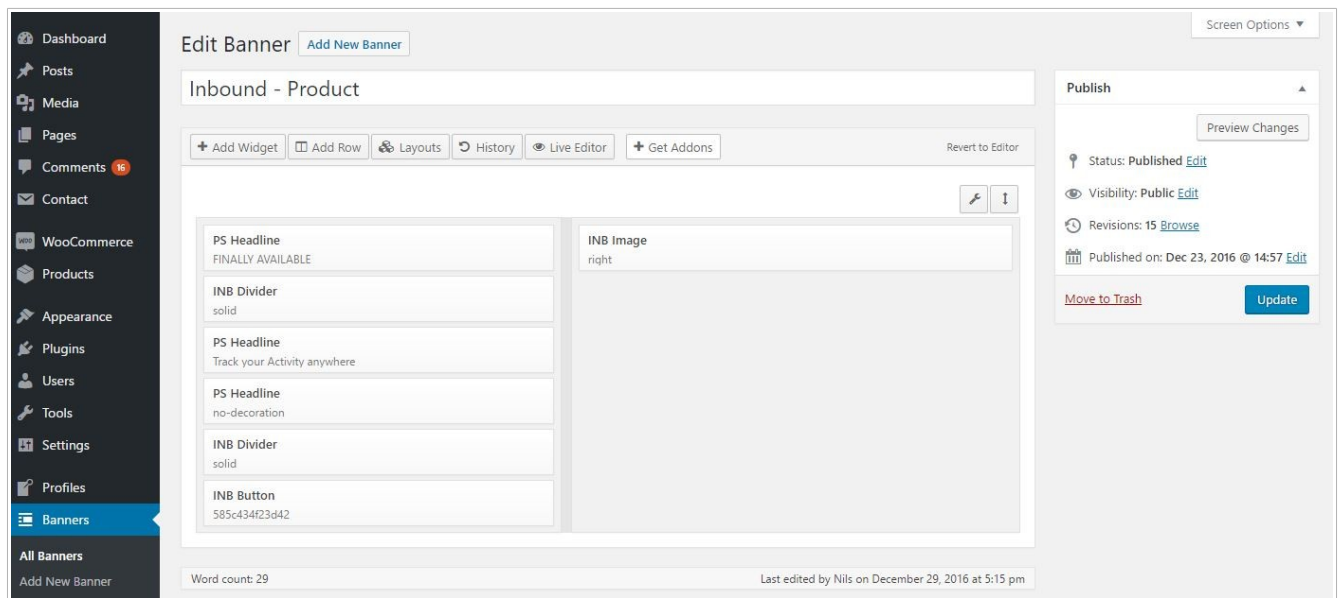 Screen Options ▼
Dashboard
Posts
Media
Pages
Comments 16
Contact
WOO WooCommerce
Products
Appearance
Plugins
Users
Tools
Settings
Profiles
Banners
All Banners
Add New Banner
Edit Banner Add New Banner
Inbound - Product
+ Add Widget Add Row Layouts History Live Editor + Get Addons Revert to Editor
PS Headline
FINALLY AVAILABLE
INB Divider
solid
PS Headline
Track your Activity anywhere
PS Headline
no-decoration
INB Divider
solid
INB Button
585c434f23d42
INB Image
right
Word count: 29 Last edited by Nils on December 29, 2016 at 5:15 pm
Publish
Preview Changes
Status: Published Edit
Visibility: Public Edit
Revisions: 15 Browse
Published on: Dec 23, 2016 @ 14:57 Edit
Move to Trash Update